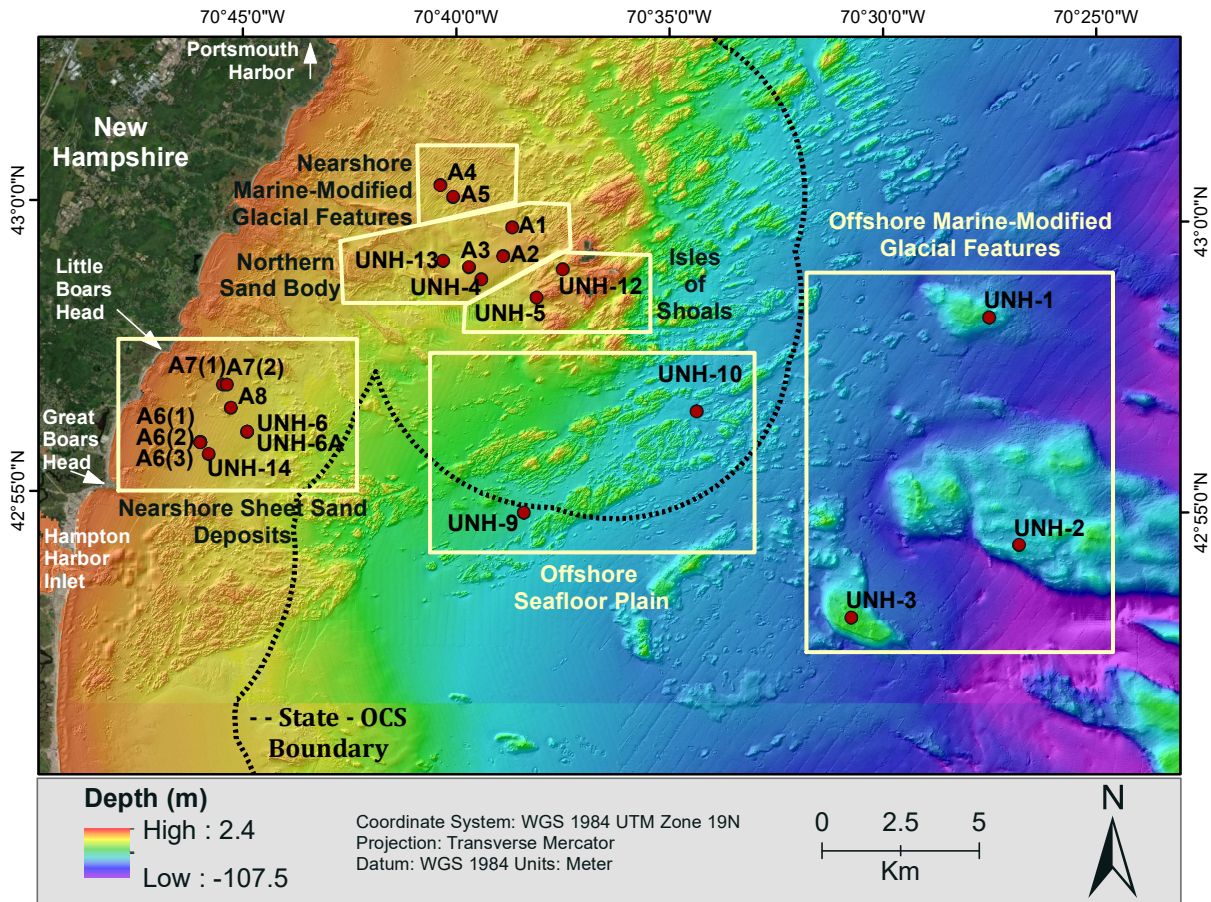 70°45'0"W 70°40'0"W 70°35'0"W 70°30'0"W 70°25'0"W
Portsmouth
Harbor
New
Hampshire
Nearshore
Marine-Modified
Glacial Features
A4
A5
43°0'0"N
43°0'0"N
A1
Offshore Marine-Modified
Glacial Features
Northern
Sand Body
UNH-13
A3
A2
UNH-4
UNH-12
UNH-5
Isles
of
Shoals
Little
Boars
Head
UNH-1
A7(1)
A7(2)
A8
UNH-10
Great
Boars
Head
A6(1)
A6(2)
A6(3)
UNH-6
UNH-6A
UNH-14
42°55'0"N
42°55'0"N
Nearshore Sheet Sand
Deposits
UNH-9
UNH-2
Hampton
Harbor
Inlet
Offshore
Seafloor Plain
UNH-3
- - State - OCS
Boundary
Depth (m)
High : 2.4
Low : -107.5
Coordinate System: WGS 1984 UTM Zone 19N
Projection: Transverse Mercator
Datum: WGS 1984 Units: Meter
0 2.5 5
Km
N